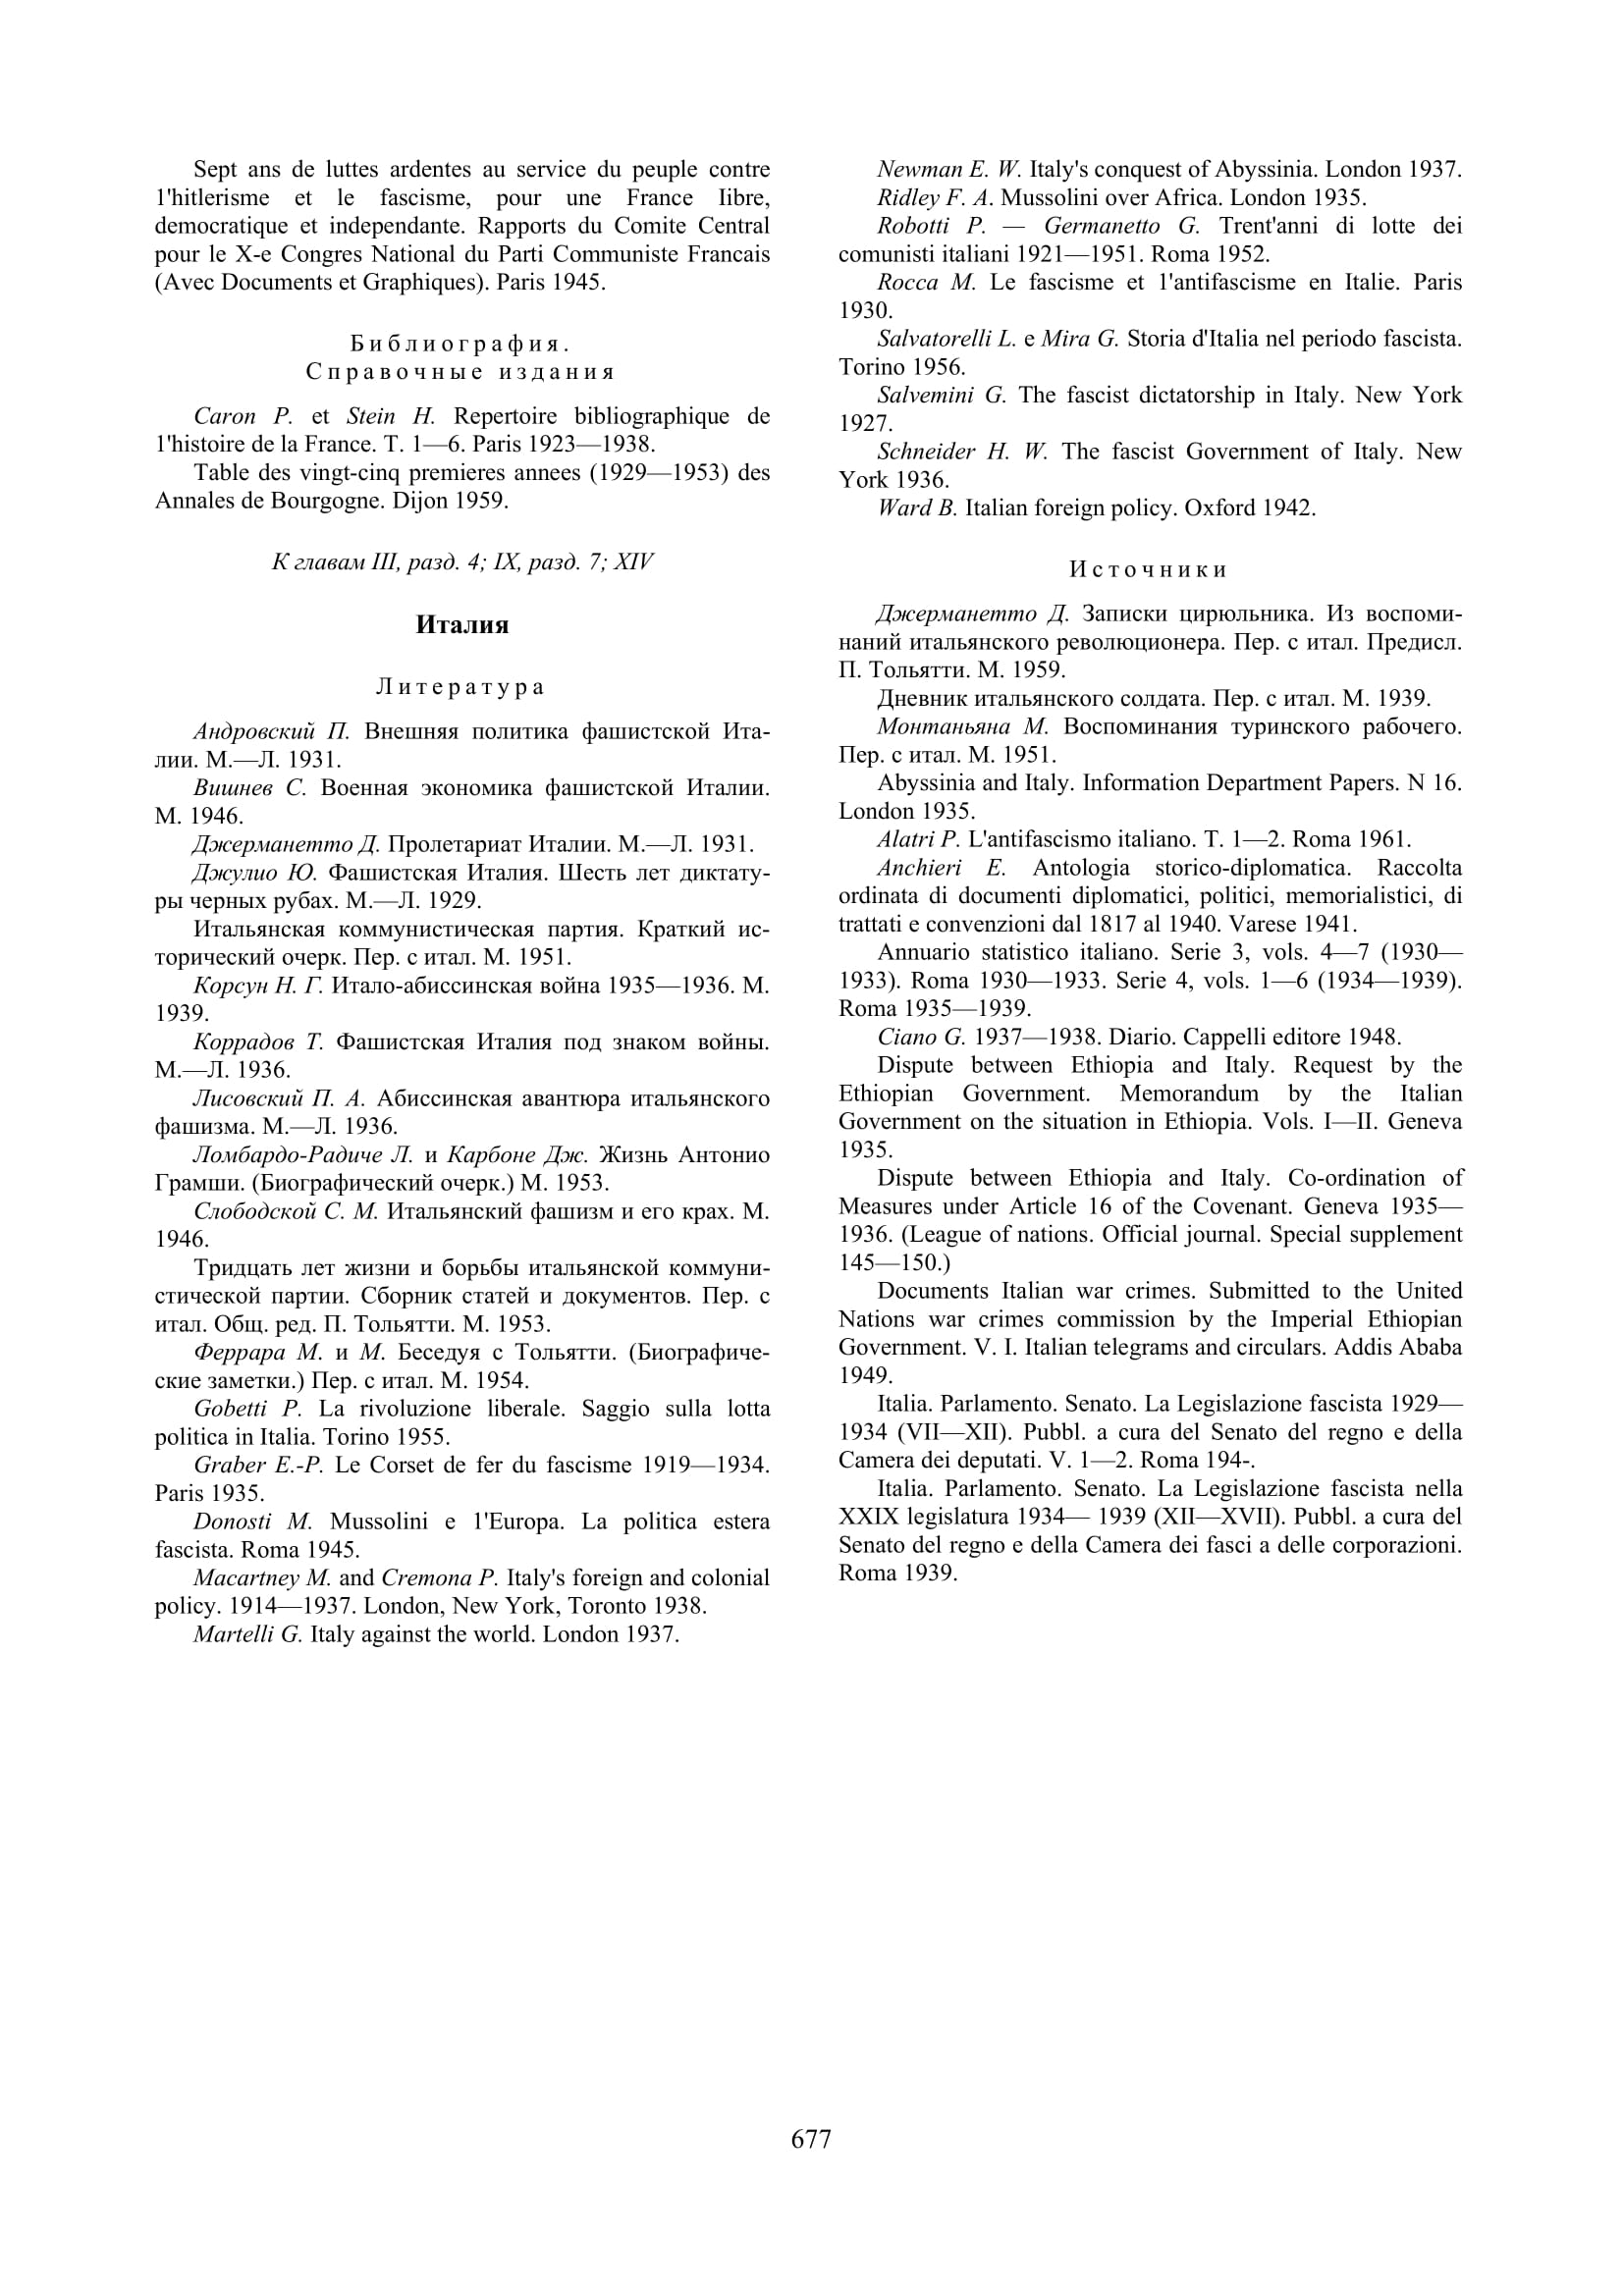 Sept ans de luttes ardentes au service du peuple contre
1'hitlerisme et le fascisme, pour une France Iibre,
democratique et independante. Rapports du Comite Central
pour le X-e Congres National du Parti Communiste Francais
(Avec Documents et Graphiques). Paris 1945.
Библиография.
Справочные издания
Caron P. et Stein H. Repertoire bibliographique de
1'histoire de la France. T. 1—6. Paris 1923—1938.
Table des vingt-cinq premieres annees (1929—1953) des
Annales de Bourgogne. Dijon 1959.
К главам III, разд. 4; IX, разд. 7; XIV
Италия
Литература
Андровский П. Внешняя политика фашистской Ита-
лии. М.—Л. 1931.
Вишнев С. Военная экономика фашистской Италии.
М. 1946.
Джерманетто Д. Пролетариат Италии. М.—Л. 1931.
Джулио Ю. Фашистская Италия. Шесть лет диктату-
ры черных рубах. М.—Л. 1929.
Итальянская коммунистическая партия. Краткий ис-
торический очерк. Пер. с итал. М. 1951.
Корсун Н. Г. Итало-абиссинская война 1935—1936. М.
1939.
Коррадов Т. Фашистская Италия под знаком войны.
М.—Л. 1936.
Лисовский П. А. Абиссинская авантюра итальянского
фашизма. М.—Л. 1936.
Ломбардо-Радиче Л. и Карбоне Дж. Жизнь Антонио
Грамши. (Биографический очерк.) М. 1953.
Слободской С. М. Итальянский фашизм и его крах. М.
1946.
Тридцать лет жизни и борьбы итальянской коммуни-
стической партии. Сборник статей и документов. Пер. с
итал. Общ. ред. П. Тольятти. М. 1953.
Феррара М. и М. Беседуя с Тольятти. (Биографиче-
ские заметки.) Пер. с итал. М. 1954.
Gobetti P. La rivoluzione liberale. Saggio sulla lotta
politica in Italia. Torino 1955.
Graber E.-P. Le Corset de fer du fascisme 1919—1934.
Paris 1935.
Donosti M. Mussolini e 1'Europa. La politica estera
fascista. Roma 1945.
Macartney M. and Cremona P. Italy's foreign and colonial
policy. 1914—1937. London, New York, Toronto 1938.
Martelli G. Italy against the world. London 1937.
Newman E. W. Italy's conquest of Abyssinia. London 1937.
Ridley F. A. Mussolini over Africa. London 1935.
Robotti P. — Germanetto G. Trent'anni di lotte dei
comunisti italiani 1921—1951. Roma 1952.
Rocca M. Le fascisme et 1'antifascisme en Italie. Paris
1930.
Salvatorelli L. e Mira G. Storia d'Italia nel periodo fascista.
Torino 1956.
Salvemini G. The fascist dictatorship in Italy. New York
1927.
Schneider H. W. The fascist Government of Italy. New
York 1936.
Ward B. Italian foreign policy. Oxford 1942.
Источники
Джерманетто Д. Записки цирюльника. Из воспоми-
наний итальянского революционера. Пер. с итал. Предисл.
П. Тольятти. М. 1959.
Дневник итальянского солдата. Пер. с итал. М. 1939.
Монтаньяна М. Воспоминания туринского рабочего.
Пер. с итал. М. 1951.
Abyssinia and Italy. Information Department Papers. N 16.
London 1935.
Alatri P. L'antifascismo italiano. T. 1—2. Roma 1961.
Anchieri E. Antologia storico-diplomatica. Raccolta
ordinata di documenti diplomatici, politici, memorialistici, di
trattati e convenzioni dal 1817 al 1940. Varese 1941.
Annuario statistico italiano. Serie 3, vols. 4—7 (1930—
1933). Roma 1930—1933. Serie 4, vols. 1—6 (1934—1939).
Roma 1935—1939.
Ciano G. 1937—1938. Diario. Cappelli editore 1948.
Dispute between Ethiopia and Italy. Request by the
Ethiopian Government. Memorandum by the Italian
Government on the situation in Ethiopia. Vols. I—II. Geneva
1935.
Dispute between Ethiopia and Italy. Co-ordination of
Measures under Article 16 of the Covenant. Geneva 1935—
1936. (League of nations. Official journal. Special supplement
145—150.)
Documents Italian war crimes. Submitted to the United
Nations war crimes commission by the Imperial Ethiopian
Government. V. I. Italian telegrams and circulars. Addis Ababa
1949.
Italia. Parlamento. Senato. La Legislazione fascista 1929—
1934 (VII—XII). Pubbl. a cura del Senato del regno e della
Camera dei deputati. V. 1—2. Roma 194-.
Italia. Parlamento. Senato. La Legislazione fascista nella
XXIX legislatura 1934— 1939 (XII—XVII). Pubbl. a cura del
Senato del regno e della Camera dei fasci a delle corporazioni.
Roma 1939.
677